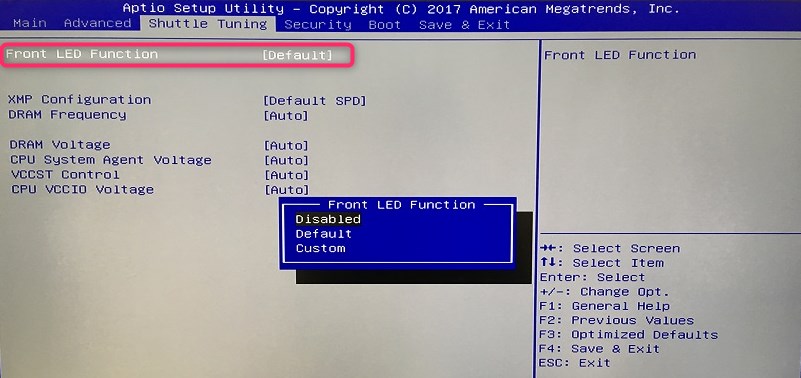 Aptio Setup Utility - Copyright (C) 2017 American Megatrends, Inc.
Main Advanced Shuttle Tuning Security Boot Save & Exit
Front LED Function [Default]
Front LED Function
XMP Configuration [Default SPD]
DRAM Frequency [Auto]
DRAM Voltage [Auto]
CPU System Agent Voltage [Auto]
VCCST Control [Auto]
CPU VCCIO Voltage [Auto]
Front LED Function
Disabled
Default
Custom
→←: Select Screen
↑↓: Select Item
Enter: Select
+/-: Change Opt.
F1: General Help
F2: Previous Values
F3: Optimized Defaults
F4: Save & Exit
ESC: Exit